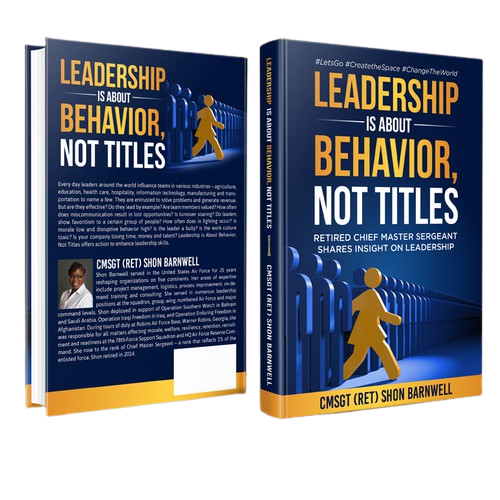 LEADERSHIP
IS ABOUT
BEHAVIOR,
NOT TITLES
Every day leaders around the world influence teams in various industries – agriculture,
education, health care, hospitality, information technology, manufacturing and trans-
portation to name a few. They are entrusted to solve problems and generate revenue.
But are they effective? Do they lead by example? Are team members valued? How often
does miscommunication result in lost opportunities? Is turnover soaring? Do leaders
show favoritism to a certain group of people? How often does in fighting occur? Is
morale low and disruptive behavior high? Is the leader a bully? Is the work culture
toxic? Is your company losing time, money and talent? Leadership is About Behavior,
Not Titles offers action to enhance leadership skills.
CMSGT (RET) SHON BARNWELL
Shon Barnwell served in the United States Air Force for 25 years
reshaping organizations on five continents. Her areas of expertise
include project management, logistics, process improvement, on-de-
mand training and consulting. She served in numerous leadership
positions at the squadron, group, wing, numbered Air Force and major
command levels. Shon deployed in support of Operation Southern Watch in Bahrain
and Saudi Arabia, Operation Iraqi Freedom in Iraq, and Operation Enduring Freedom in
Afghanistan. During tours of duty at Robins Air Force Base, Warner Robins, Georgia, she
was responsible for all matters affecting morale, welfare, resiliency, retention, recruit-
ment and readiness at the 78th Force Support Squadron and HQ Air Force Reserve Com-
mand. She rose to the rank of Chief Master Sergeant – a rank that reflects 1% of the
enlisted force. Shon retired in 2014.
LEADERSHIP IS ABOUT BEHAVIOR, NOT TITLES
CMSGT (RET) SHON BARNWELL
#LetsGo #CreatetheSpace #ChangeTheWorld
LEADERSHIP
IS ABOUT
BEHAVIOR,
NOT TITLES
RETIRED CHIEF MASTER SERGEANT
SHARES INSIGHT ON LEADERSHIP
CMSGT (RET) SHON BARNWELL